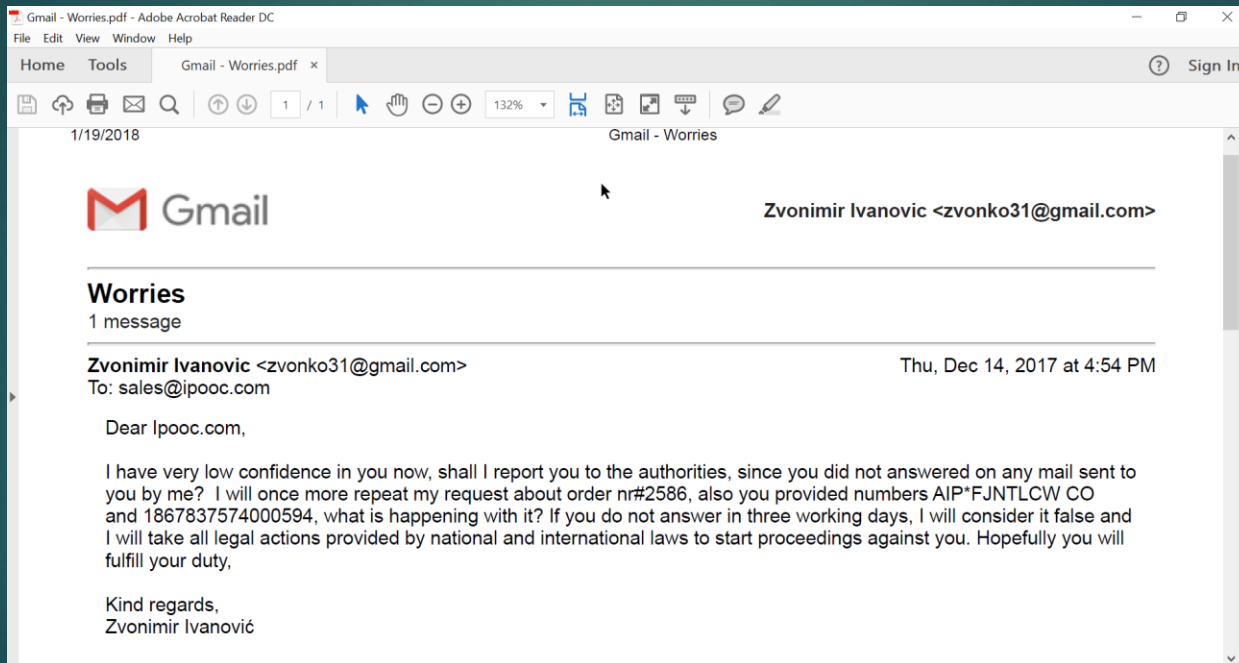 Gmail - Worries.pdf - Adobe Acrobat Reader DC
File Edit View Window Help
Home Tools Gmail - Worries.pdf × ? Sign In
1 / 1 132%
1/19/2018 Gmail - Worries
Gmail Zvonimir Ivanovic <zvonko31@gmail.com>
Worries
1 message
Zvonimir Ivanovic <zvonko31@gmail.com> Thu, Dec 14, 2017 at 4:54 PM
To: sales@ipooc.com
Dear Ipooc.com,
I have very low confidence in you now, shall I report you to the authorities, since you did not answered on any mail sent to
you by me? I will once more repeat my request about order nr#2586, also you provided numbers AIP*FJNTLCW CO
and 1867837574000594, what is happening with it? If you do not answer in three working days, I will consider it false and
I will take all legal actions provided by national and international laws to start proceedings against you. Hopefully you will
fulfill your duty,
Kind regards,
Zvonimir Ivanović